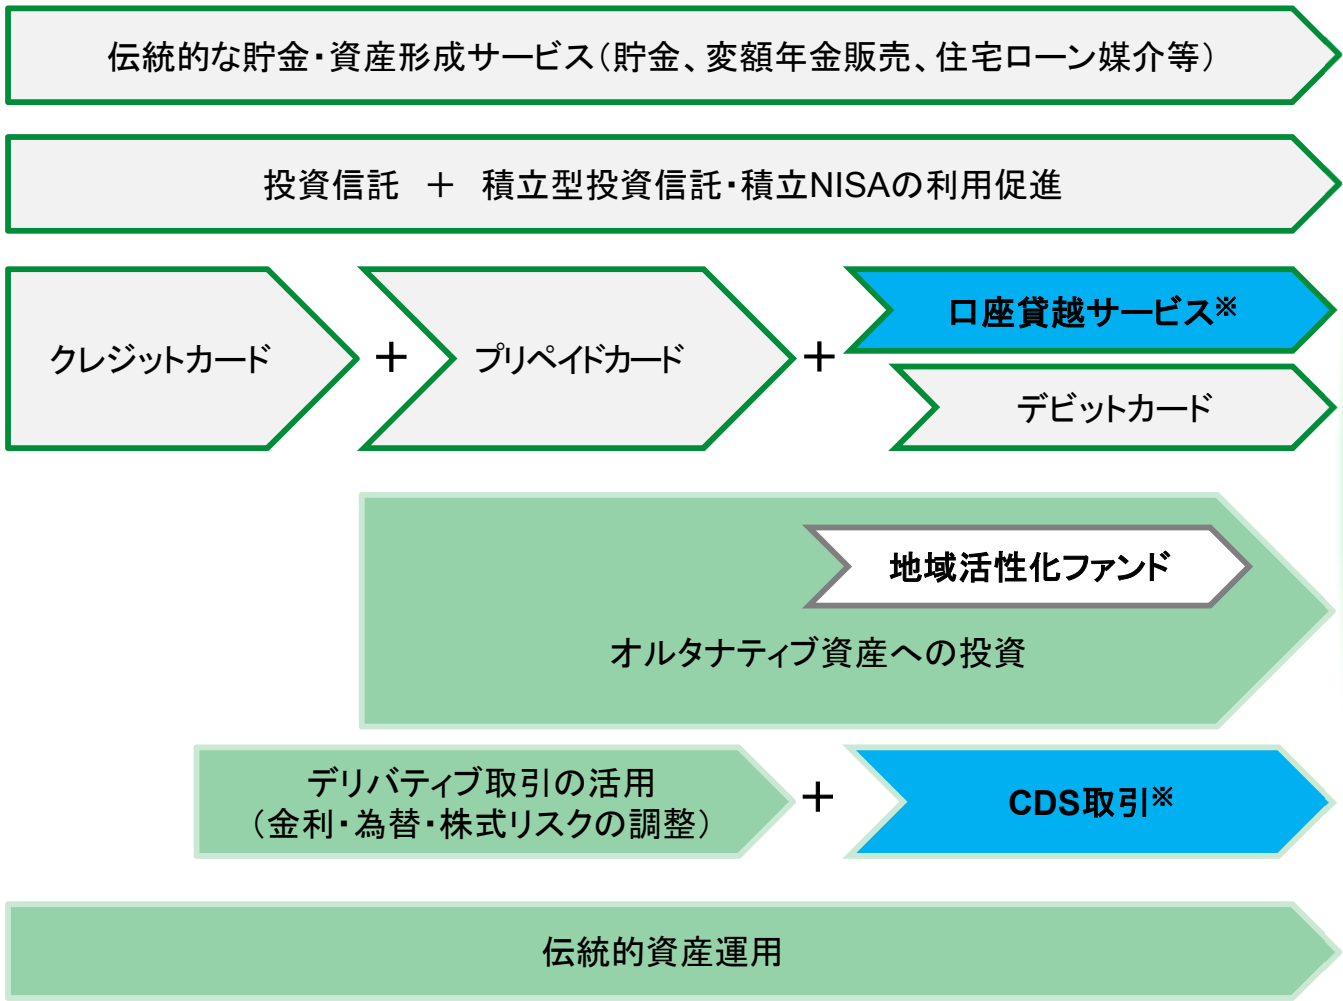 伝統的な貯金・資産形成サービス（貯金、変額年金販売、住宅ローン媒介等）
投資信託　＋　積立型投資信託・積立NISAの利用促進
クレジットカード
＋
プリペイドカード
＋
口座貸越サービス※
デビットカード
地域活性化ファンド
オルタナティブ資産への投資
デリバティブ取引の活用
（金利・為替・株式リスクの調整）
＋
CDS取引※
伝統的資産運用